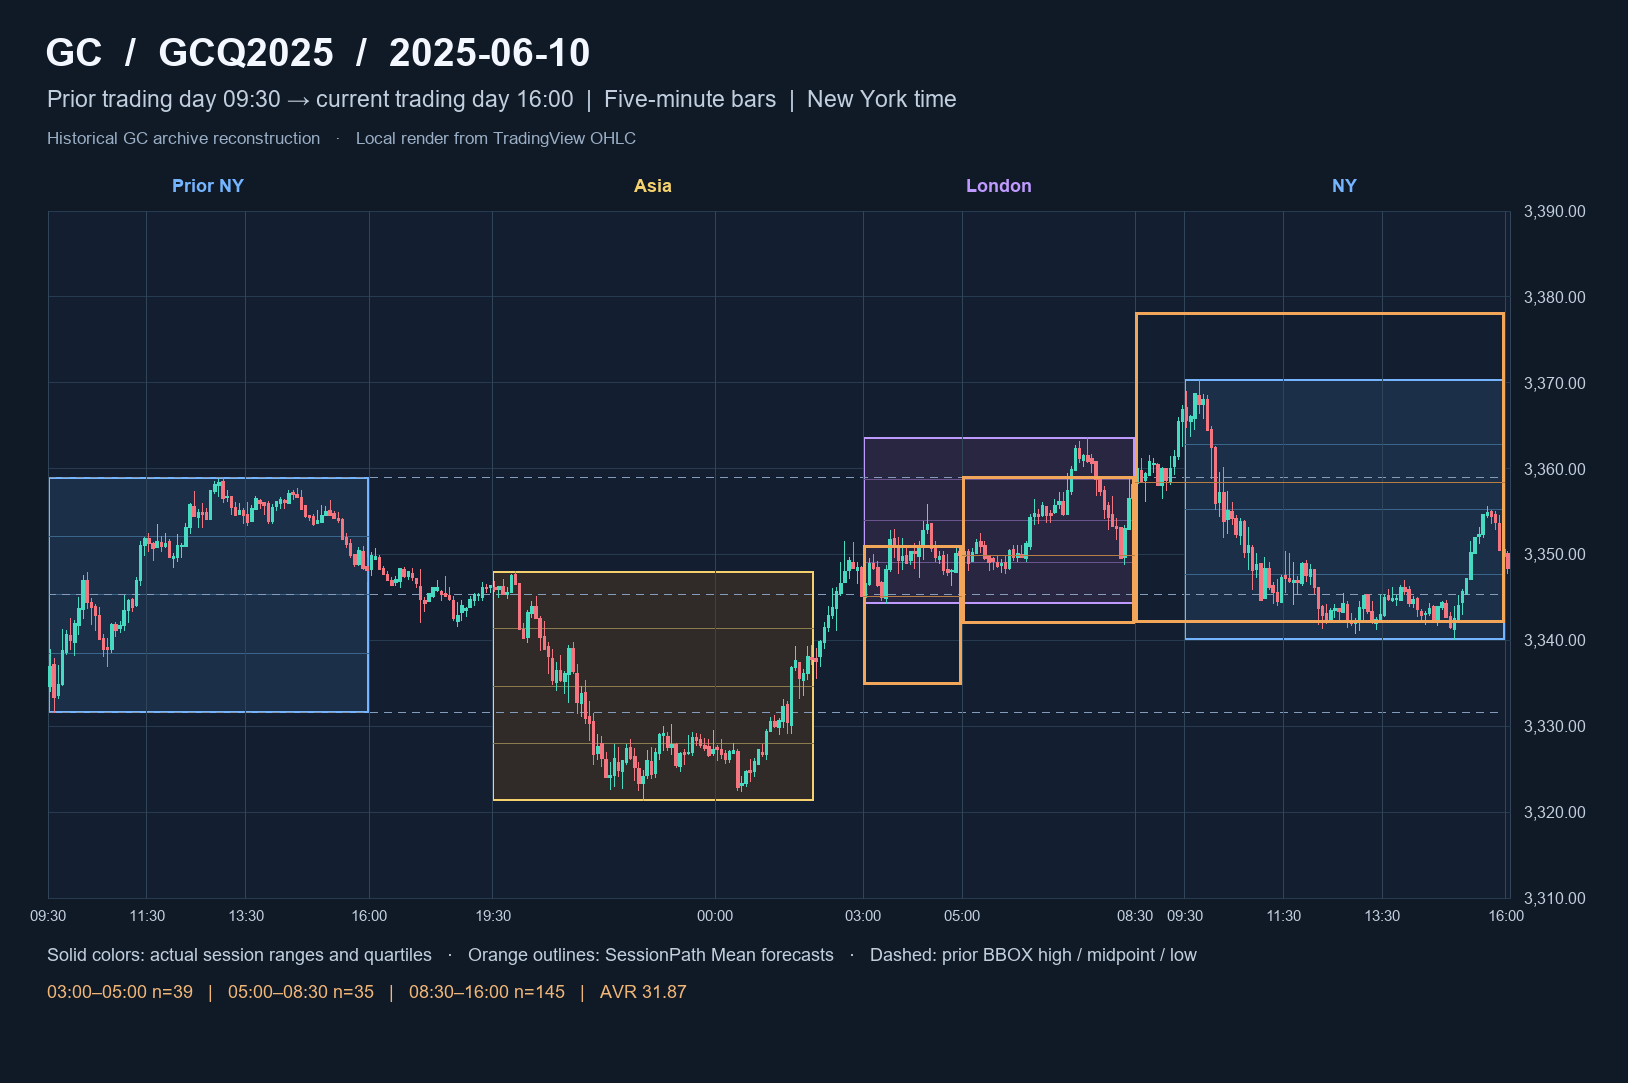 GC / GCQ2025 / 2025-06-10
Prior trading day 09:30 → current trading day 16:00 | Five-minute bars | New York time
Historical GC archive reconstruction · Local render from TradingView OHLC
Prior NY Asia London NY
3,390.00
3,380.00
3,370.00
3,360.00
3,350.00
3,340.00
3,330.00
3,320.00
3,310.00
09:30 11:30 13:30 16:00 19:30 00:00 03:00 05:00 08:30 09:30 11:30 13:30 16:00
Solid colors: actual session ranges and quartiles · Orange outlines: SessionPath Mean forecasts · Dashed: prior BBOX high / midpoint / low
03:00–05:00 n=39 | 05:00–08:30 n=35 | 08:30–16:00 n=145 | AVR 31.87